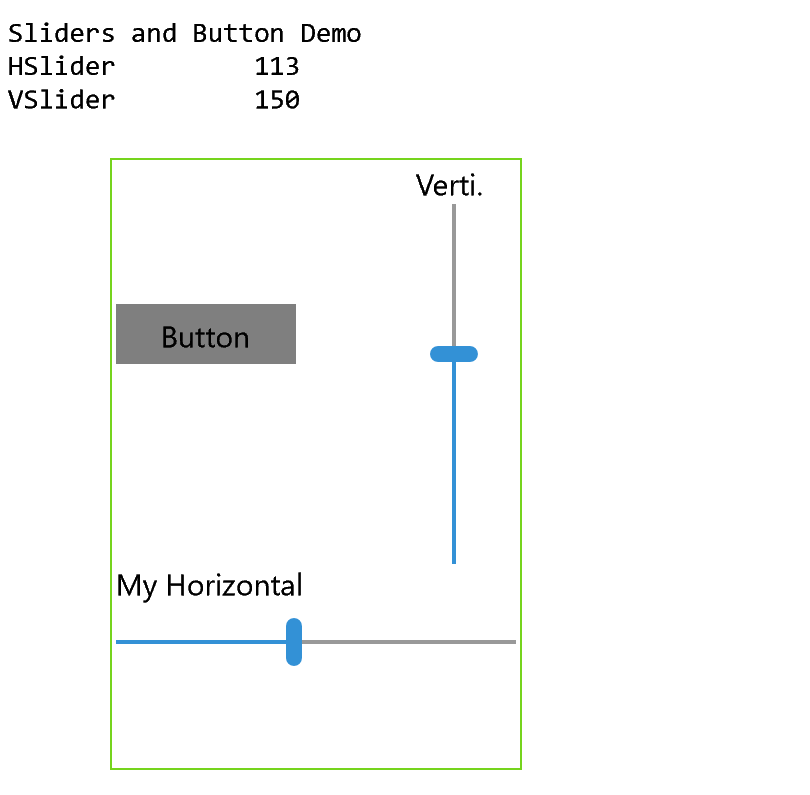 Sliders and Button Demo
HSlider 113
VSlider 150
Verti.
Button
My Horizontal